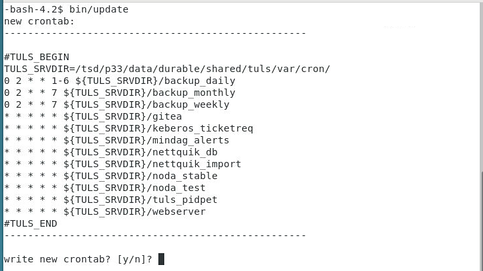 -bash-4.2$ bin/update
new crontab:
--------------------------------------------------
#TULS_BEGIN
TULS_SRVDIR=/tsd/p33/data/durable/shared/tuls/var/cron/
0 2 * * 1-6 ${TULS_SRVDIR}/backup_daily
0 2 * * 7 ${TULS_SRVDIR}/backup_monthly
0 2 * * 7 ${TULS_SRVDIR}/backup_weekly
* * * * * ${TULS_SRVDIR}/gitea
* * * * * ${TULS_SRVDIR}/keberos_ticketreq
* * * * * ${TULS_SRVDIR}/mindag_alerts
* * * * * ${TULS_SRVDIR}/nettquik_db
* * * * * ${TULS_SRVDIR}/nettquik_import
* * * * * ${TULS_SRVDIR}/noda_stable
* * * * * ${TULS_SRVDIR}/noda_test
* * * * * ${TULS_SRVDIR}/tuls_pidpet
* * * * * ${TULS_SRVDIR}/webserver
#TULS_END
--------------------------------------------------
write new crontab? [y/n]?